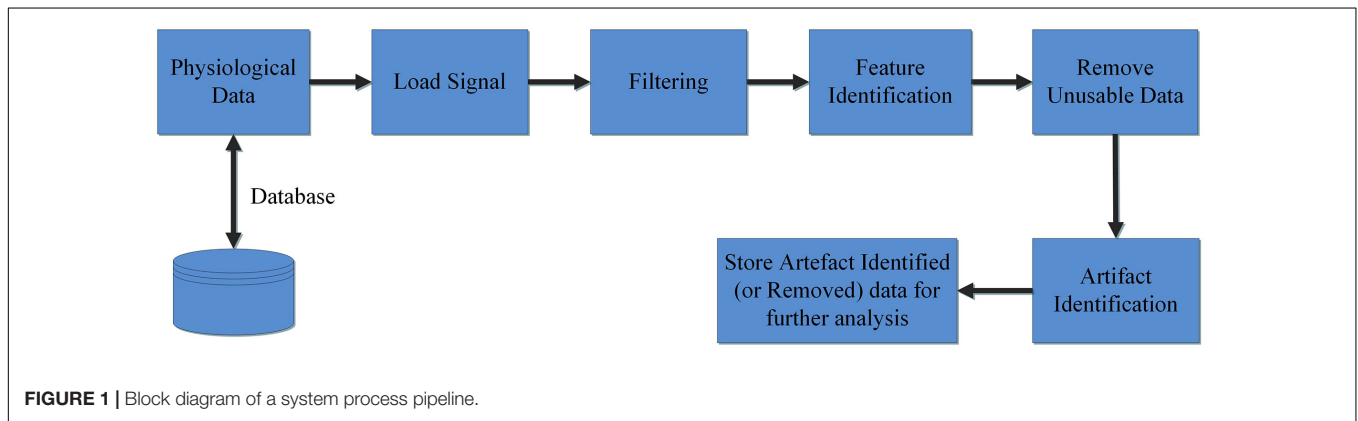 Physiological
Data
Load Signal
Filtering
Feature
Identification
Remove
Unusable Data
Database
Store Artefact Identified
(or Removed) data for
further analysis
Artifact
Identification
FIGURE 1 | Block diagram of a system process pipeline.